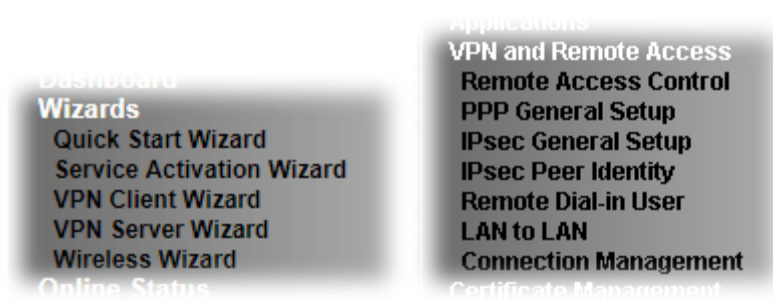 Dashboard
Wizards
Quick Start Wizard
Service Activation Wizard
VPN Client Wizard
VPN Server Wizard
Wireless Wizard
Online Status
Applications
VPN and Remote Access
Remote Access Control
PPP General Setup
IPsec General Setup
IPsec Peer Identity
Remote Dial-in User
LAN to LAN
Connection Management
Certificate Management